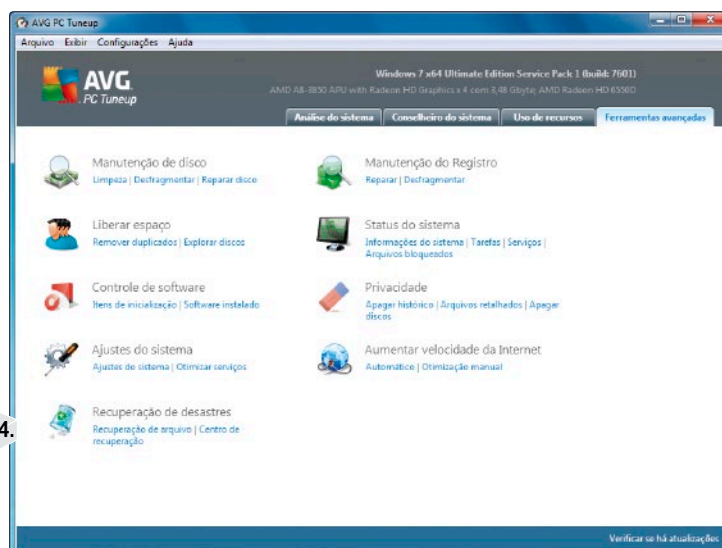 AVG PC Tuneup
Arquivo Exibir Configurações Ajuda
AVG
PC Tuneup
Windows 7 x64 Ultimate Edition Service Pack 1 (build: 7601)
AMD A8-3850 APU with Radeon HD Graphics x 4 com 3,48 Gbyte, AMD Radeon HD 6550D
Análise do sistema Conselheiro do sistema Uso de recursos Ferramentas avançadas
Manutenção de disco
Limpeza | Desfragmentar | Reparar disco
Manutenção do Registro
Reparar | Desfragmentar
Liberar espaço
Remover duplicados | Explorar discos
Status do sistema
Informações do sistema | Tarefas | Serviços |
Arquivos bloqueados
Controle de software
Itens de inicialização | Software instalado
Privacidade
Apagar histórico | Arquivos retalhados | Apagar
discos
Ajustes do sistema
Ajustes do sistema | Otimizar serviços
Aumentar velocidade da Internet
Automático | Otimização manual
4.
Recuperação de desastres
Recuperação de arquivo | Centro de
recuperação
Verificar se há atualizações